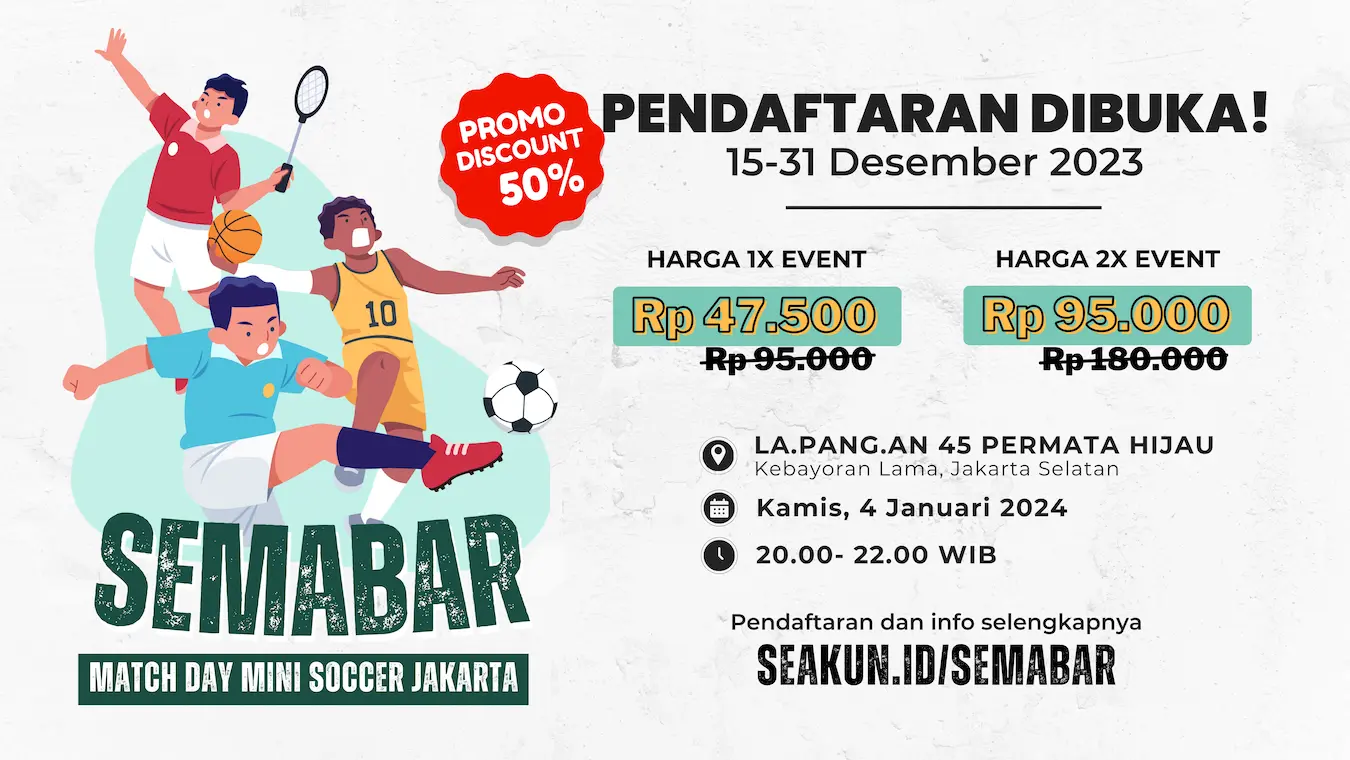 PROMO
DISCOUNT
50%
PENDAFTARAN DIBUKA!
15-31 Desember 2023
HARGA 1X EVENT
Rp 47.500
Rp 95.000
HARGA 2X EVENT
Rp 95.000
Rp 180.000
10
LA.PANG.AN 45 PERMATA HIJAU
Kebayoran Lama, Jakarta Selatan
Kamis, 4 Januari 2024
20.00- 22.00 WIB
SEMABAR
MATCH DAY MINI SOCCER JAKARTA
Pendaftaran dan info selengkapnya
SEAKUN.ID/SEMABAR